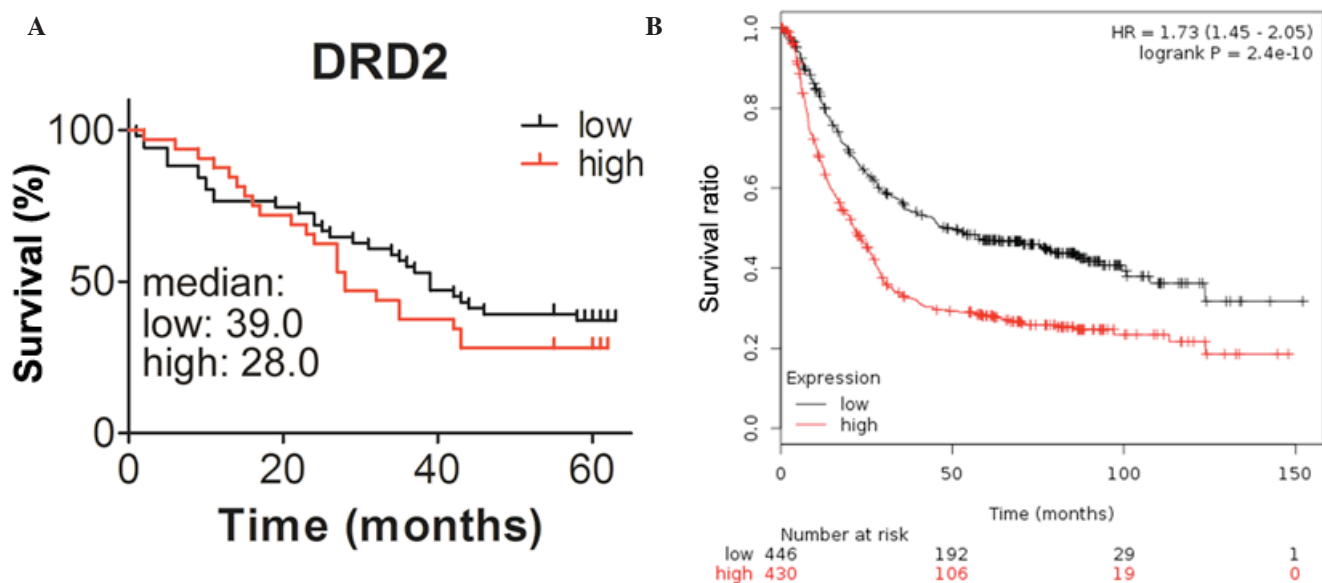 A
DRD2
low
high
Survival (%)
100
50
0
median:
low: 39.0
high: 28.0
0 20 40 60
Time (months)
B
HR = 1.73 (1.45 - 2.05)
logrank P = 2.4e-10
Survival ratio
1.0
0.8
0.6
0.4
0.2
0.0
Expression
low
high
0 50 100 150
Time (months)
Number at risk
low 446 192 29 1
high 430 106 19 0